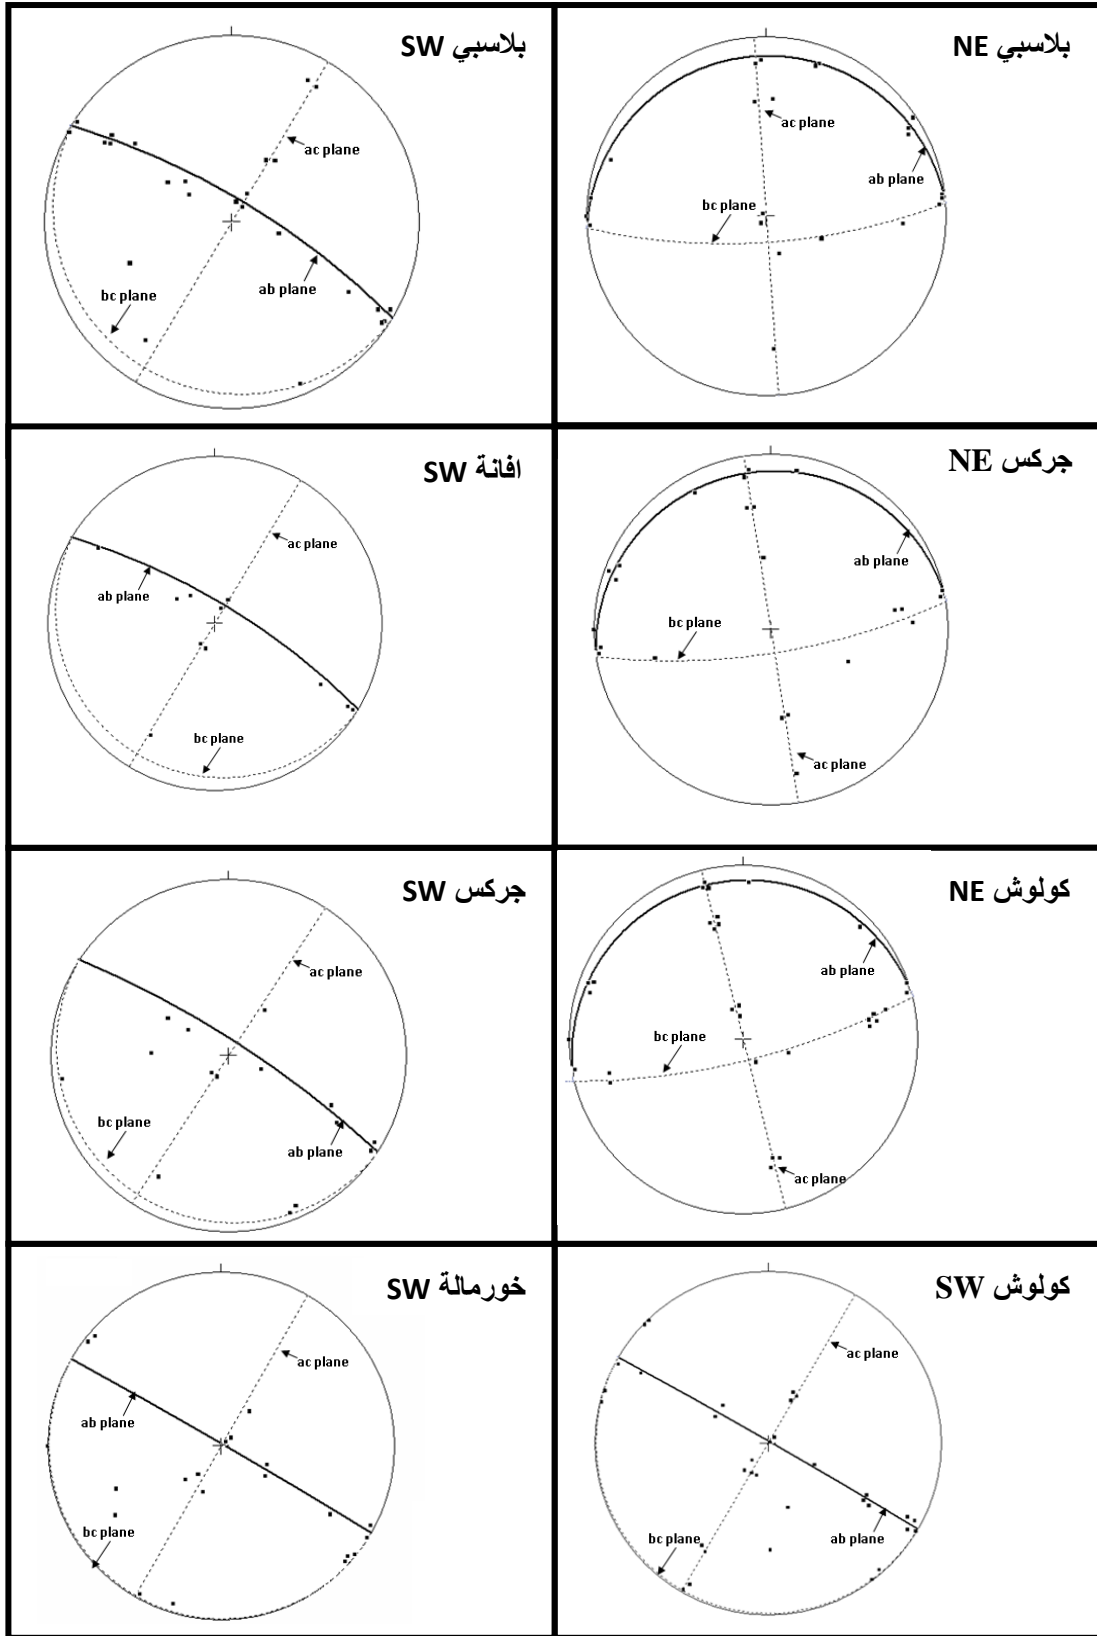 بلاسبي SW
ac plane
ab plane
bc plane
بلاسبي NE
ac plane
ab plane
bc plane
افانة SW
ac plane
ab plane
bc plane
جركس NE
ab plane
bc plane
ac plane
جركس SW
ac plane
bc plane
ab plane
كولوش NE
ab plane
bc plane
ac plane
خورمالة SW
ac plane
ab plane
bc plane
كولوش SW
ac plane
bc plane
ab plane